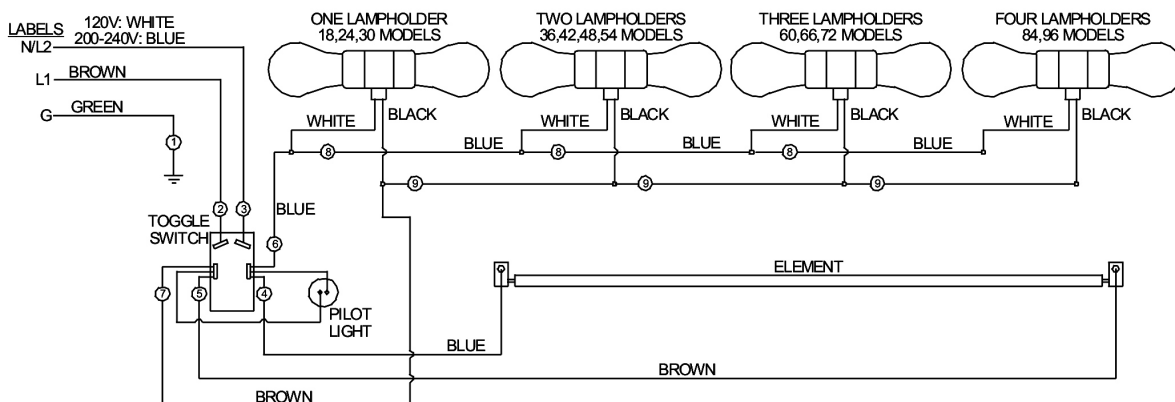 LABELS
120V: WHITE
200-240V: BLUE
N/L2
L1
BROWN
G
GREEN
1
ONE LAMPHOLDER
18,24,30 MODELS
TWO LAMPHOLDERS
36,42,48,54 MODELS
THREE LAMPHOLDERS
60,66,72 MODELS
FOUR LAMPHOLDER
84,96 MODELS
WHITE
BLACK
WHITE
BLACK
WHITE
BLACK
BLACK
8
BLUE
8
BLUE
8
BLUE
9
9
9
2
3
BLUE
TOGGLE
SWITCH
6
7
5
4
PILOT
LIGHT
ELEMENT
BLUE
BROWN
BROWN